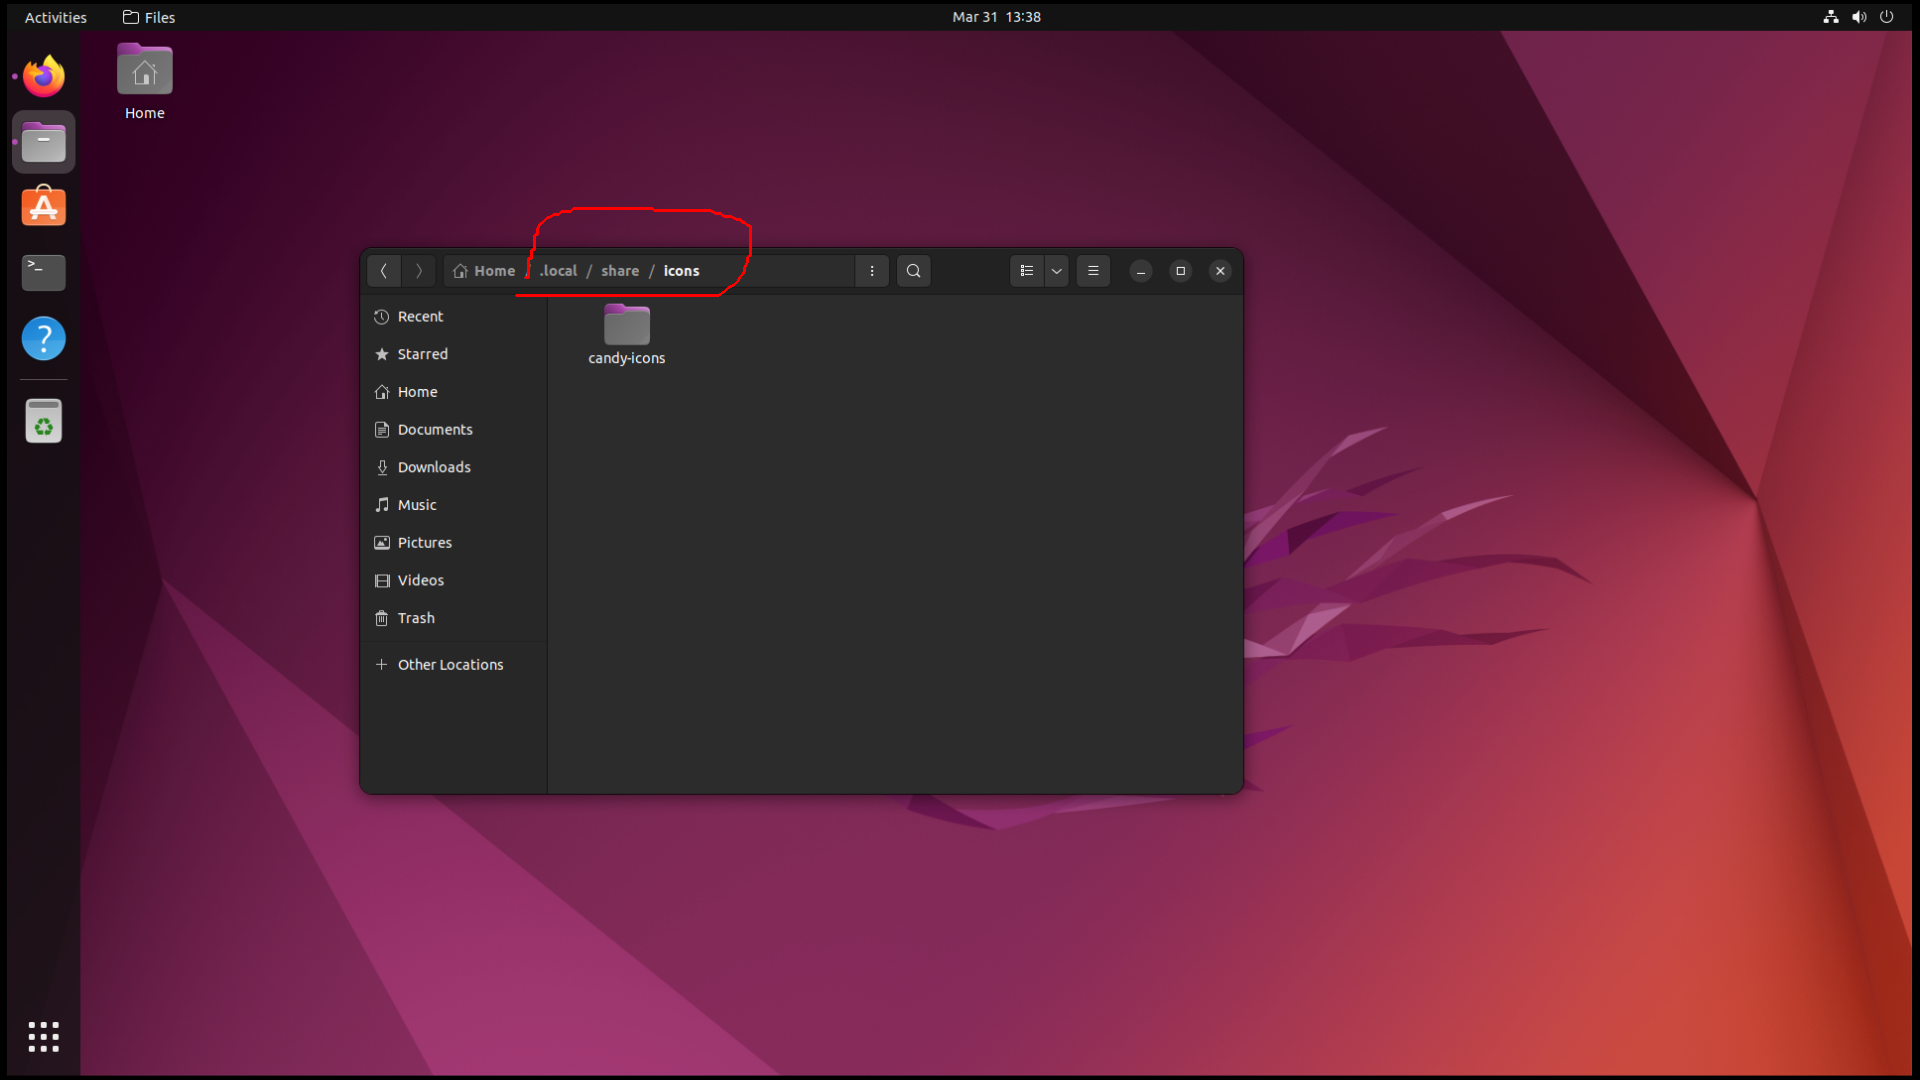 Activities
Files
Mar 31 13:38
Home
Home / .local / share / icons
Recent
Starred
Home
Documents
Downloads
Music
Pictures
Videos
Trash
Other Locations
candy-icons